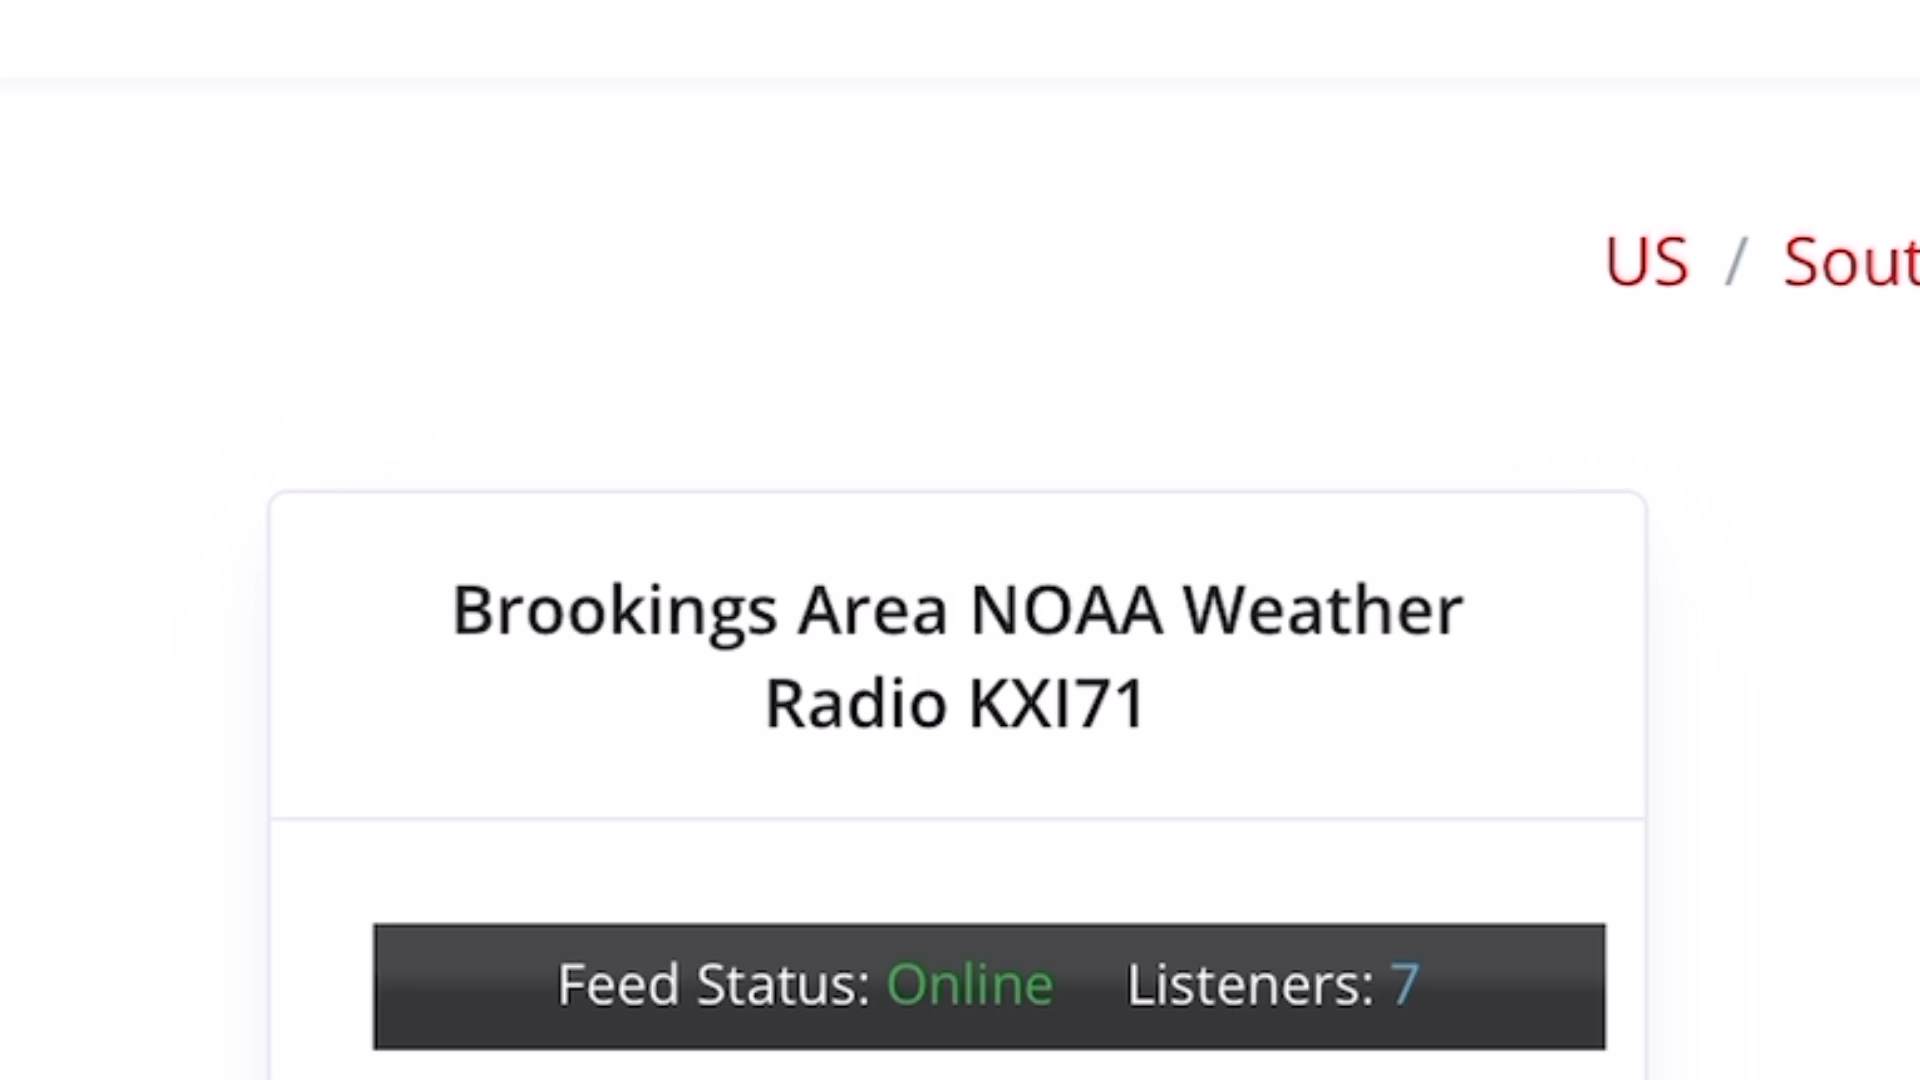 US / Sout
Brookings Area NOAA Weather
Radio KXI71
Feed Status: Online Listeners: 7